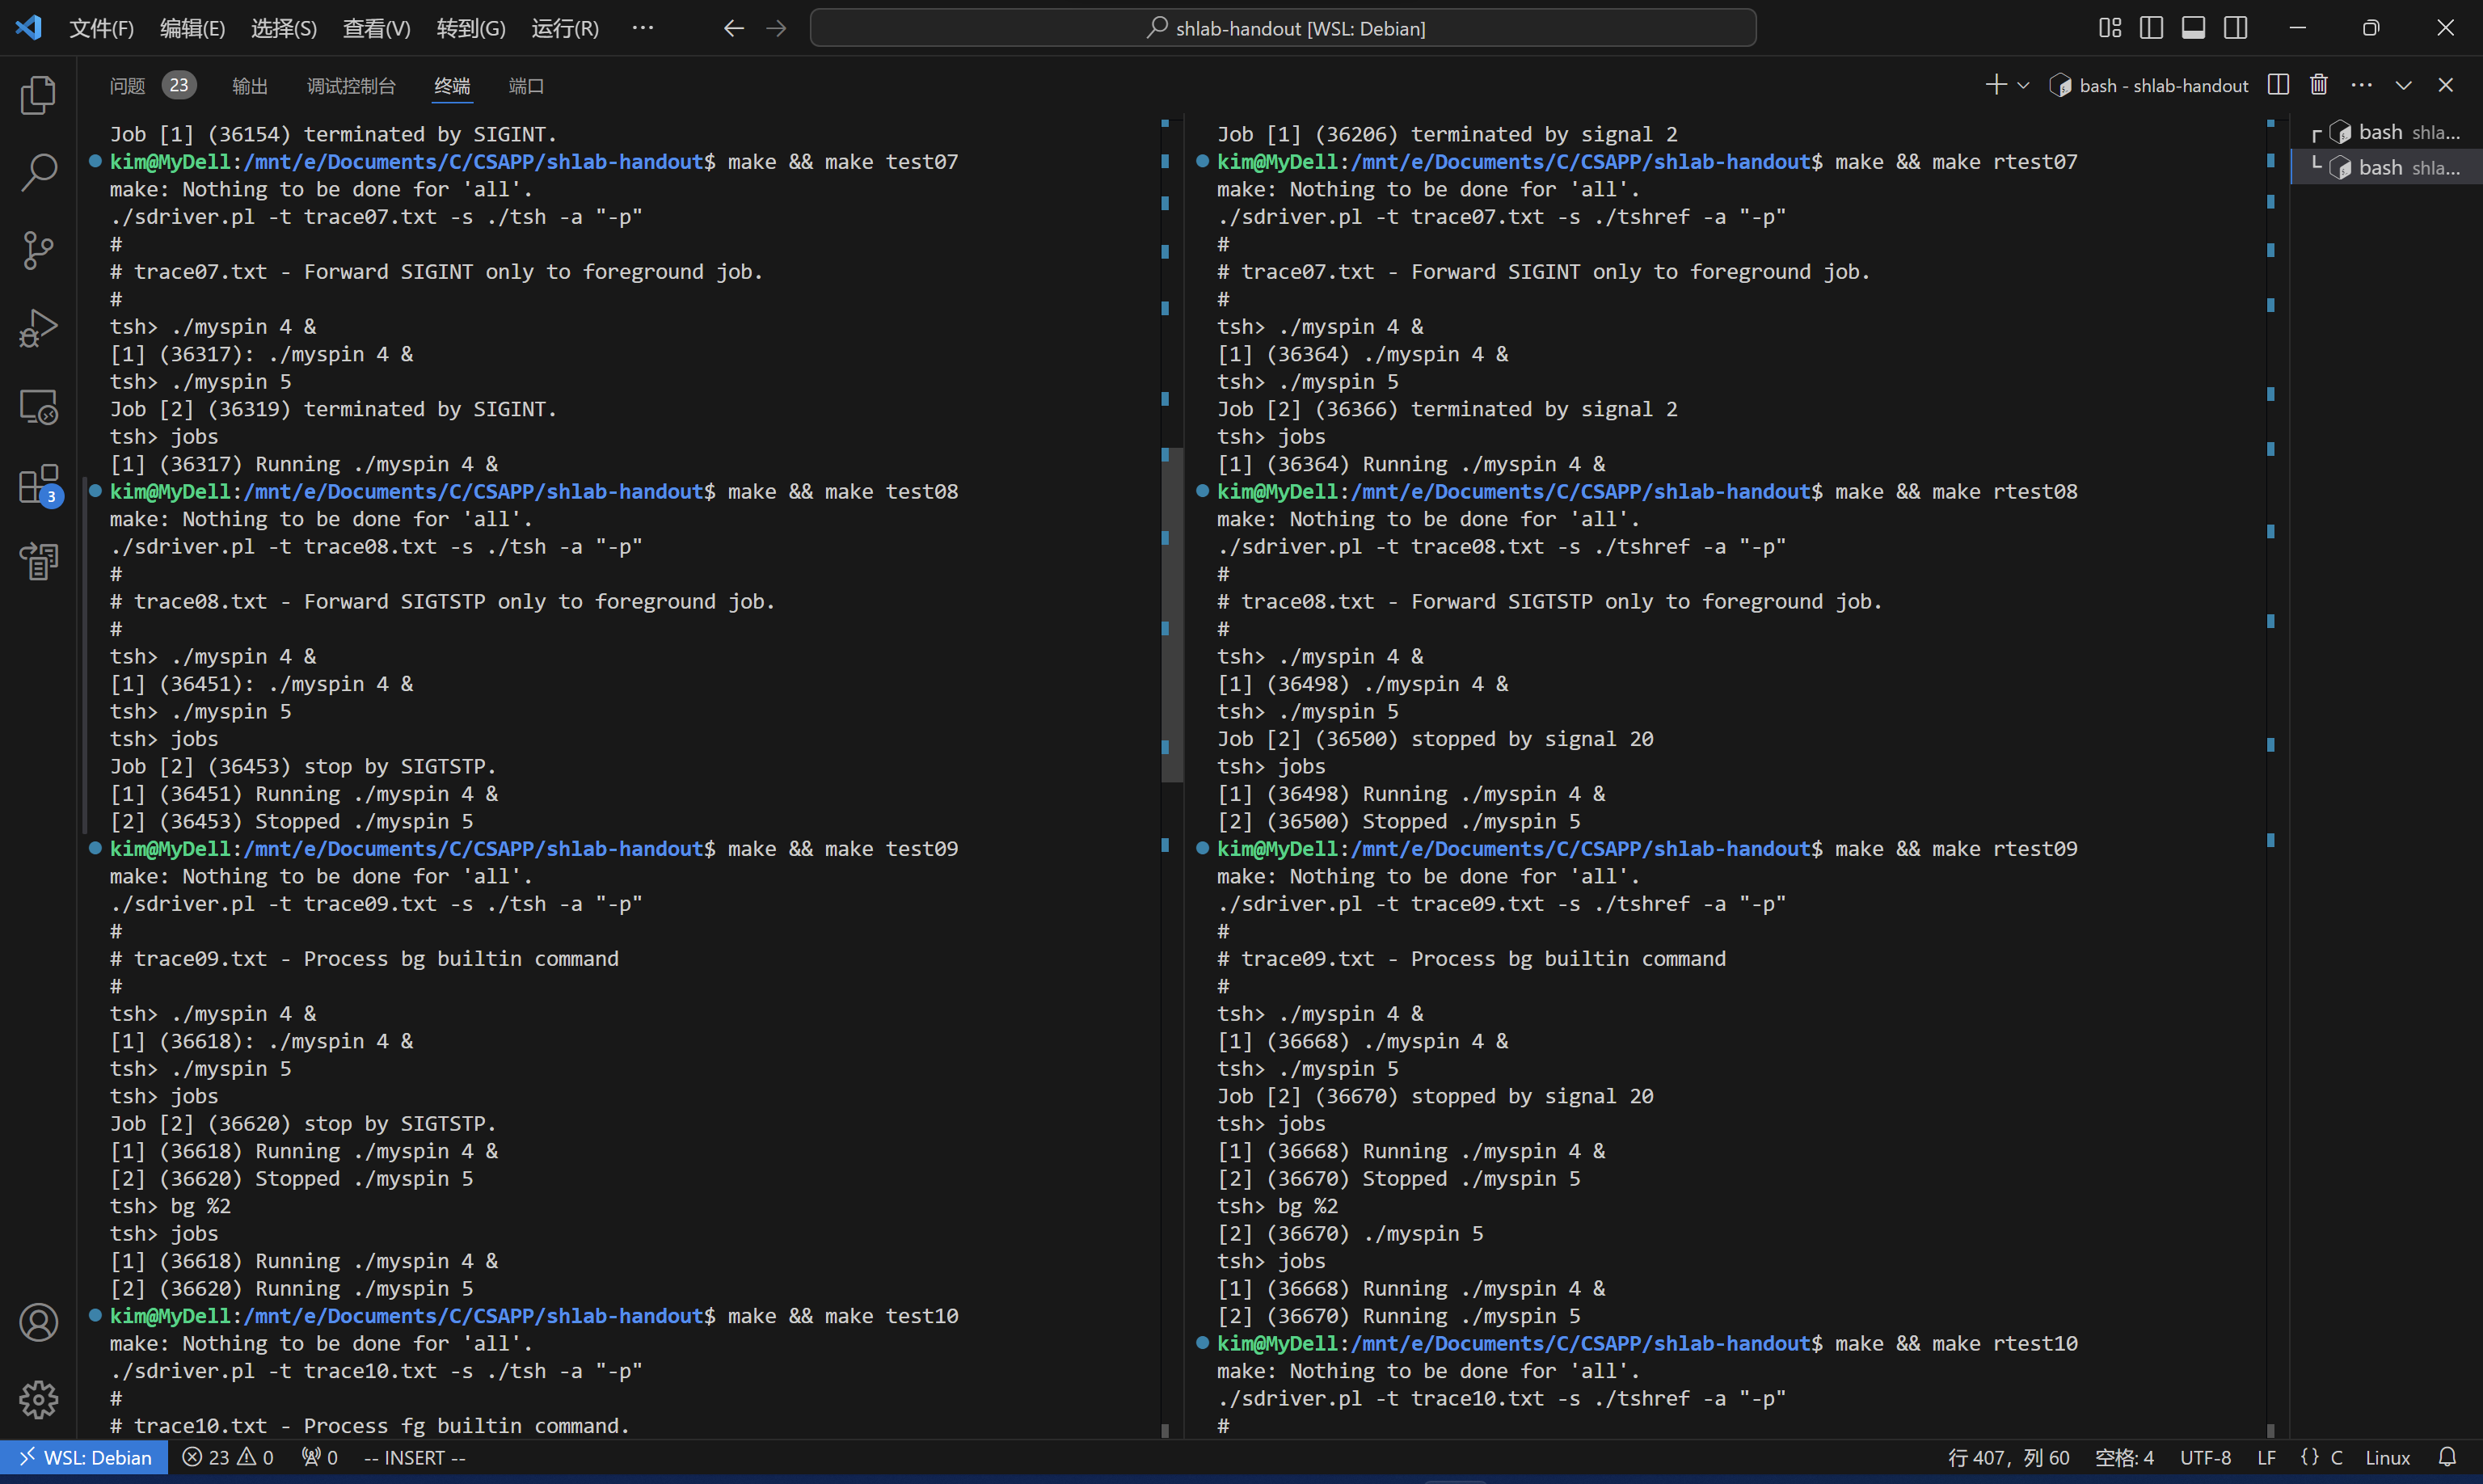 文件(F) 编辑(E) 选择(S) 查看(V) 转到(G) 运行(R) ··· shlab-handout [WSL: Debian]
问题 23 输出 调试控制台 终端 端口 bash - shlab-handout
Job [1] (36154) terminated by SIGINT.
kim@MyDell:/mnt/e/Documents/C/CSAPP/shlab-handout$ make && make test07
make: Nothing to be done for 'all'.
./sdriver.pl -t trace07.txt -s ./tsh -a "-p"
#
# trace07.txt - Forward SIGINT only to foreground job.
#
tsh> ./myspin 4 &
[1] (36317): ./myspin 4 &
tsh> ./myspin 5
Job [2] (36319) terminated by SIGINT.
tsh> jobs
[1] (36317) Running ./myspin 4 &
kim@MyDell:/mnt/e/Documents/C/CSAPP/shlab-handout$ make && make test08
make: Nothing to be done for 'all'.
./sdriver.pl -t trace08.txt -s ./tsh -a "-p"
#
# trace08.txt - Forward SIGTSTP only to foreground job.
#
tsh> ./myspin 4 &
[1] (36451): ./myspin 4 &
tsh> ./myspin 5
tsh> jobs
Job [2] (36453) stop by SIGTSTP.
[1] (36451) Running ./myspin 4 &
[2] (36453) Stopped ./myspin 5
kim@MyDell:/mnt/e/Documents/C/CSAPP/shlab-handout$ make && make test09
make: Nothing to be done for 'all'.
./sdriver.pl -t trace09.txt -s ./tsh -a "-p"
#
# trace09.txt - Process bg builtin command
#
tsh> ./myspin 4 &
[1] (36618): ./myspin 4 &
tsh> ./myspin 5
tsh> jobs
Job [2] (36620) stop by SIGTSTP.
[1] (36618) Running ./myspin 4 &
[2] (36620) Stopped ./myspin 5
tsh> bg %2
tsh> jobs
[1] (36618) Running ./myspin 4 &
[2] (36620) Running ./myspin 5
kim@MyDell:/mnt/e/Documents/C/CSAPP/shlab-handout$ make && make test10
make: Nothing to be done for 'all'.
./sdriver.pl -t trace10.txt -s ./tsh -a "-p"
#
# trace10.txt - Process fg builtin command.
Job [1] (36206) terminated by signal 2
kim@MyDell:/mnt/e/Documents/C/CSAPP/shlab-handout$ make && make rtest07
make: Nothing to be done for 'all'.
./sdriver.pl -t trace07.txt -s ./tshref -a "-p"
#
# trace07.txt - Forward SIGINT only to foreground job.
#
tsh> ./myspin 4 &
[1] (36364) ./myspin 4 &
tsh> ./myspin 5
Job [2] (36366) terminated by signal 2
tsh> jobs
[1] (36364) Running ./myspin 4 &
kim@MyDell:/mnt/e/Documents/C/CSAPP/shlab-handout$ make && make rtest08
make: Nothing to be done for 'all'.
./sdriver.pl -t trace08.txt -s ./tshref -a "-p"
#
# trace08.txt - Forward SIGTSTP only to foreground job.
#
tsh> ./myspin 4 &
[1] (36498) ./myspin 4 &
tsh> ./myspin 5
Job [2] (36500) stopped by signal 20
tsh> jobs
[1] (36498) Running ./myspin 4 &
[2] (36500) Stopped ./myspin 5
kim@MyDell:/mnt/e/Documents/C/CSAPP/shlab-handout$ make && make rtest09
make: Nothing to be done for 'all'.
./sdriver.pl -t trace09.txt -s ./tshref -a "-p"
#
# trace09.txt - Process bg builtin command
#
tsh> ./myspin 4 &
[1] (36668) ./myspin 4 &
tsh> ./myspin 5
Job [2] (36670) stopped by signal 20
tsh> jobs
[1] (36668) Running ./myspin 4 &
[2] (36670) Stopped ./myspin 5
tsh> bg %2
[2] (36670) ./myspin 5
tsh> jobs
[1] (36668) Running ./myspin 4 &
[2] (36670) Running ./myspin 5
kim@MyDell:/mnt/e/Documents/C/CSAPP/shlab-handout$ make && make rtest10
make: Nothing to be done for 'all'.
./sdriver.pl -t trace10.txt -s ./tshref -a "-p"
#
bash shla...
bash shla...
3
WSL: Debian 23 0 0 -- INSERT -- 行 407，列 60 空格: 4 UTF-8 LF {} C Linux